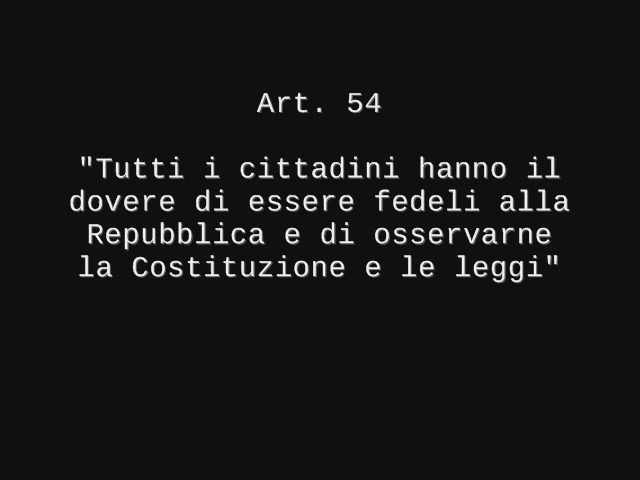 Art. 54
"Tutti i cittadini hanno il
dovere di essere fedeli alla
Repubblica e di osservarne
la Costituzione e le leggi"